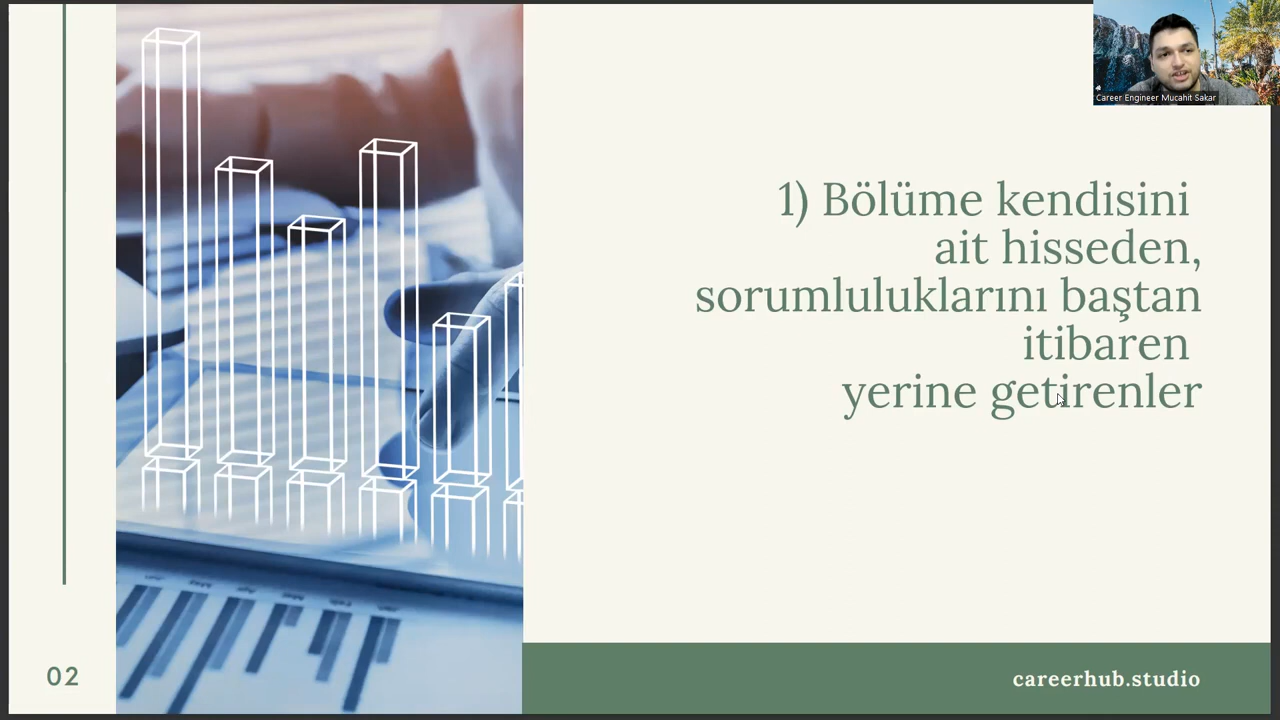 Career Engineer Mucahit Sakar
1) Bölüme kendisini
ait hisseden,
sorumluluklarını baştan
itibaren
yerine getirenler
02
careerhub.studio